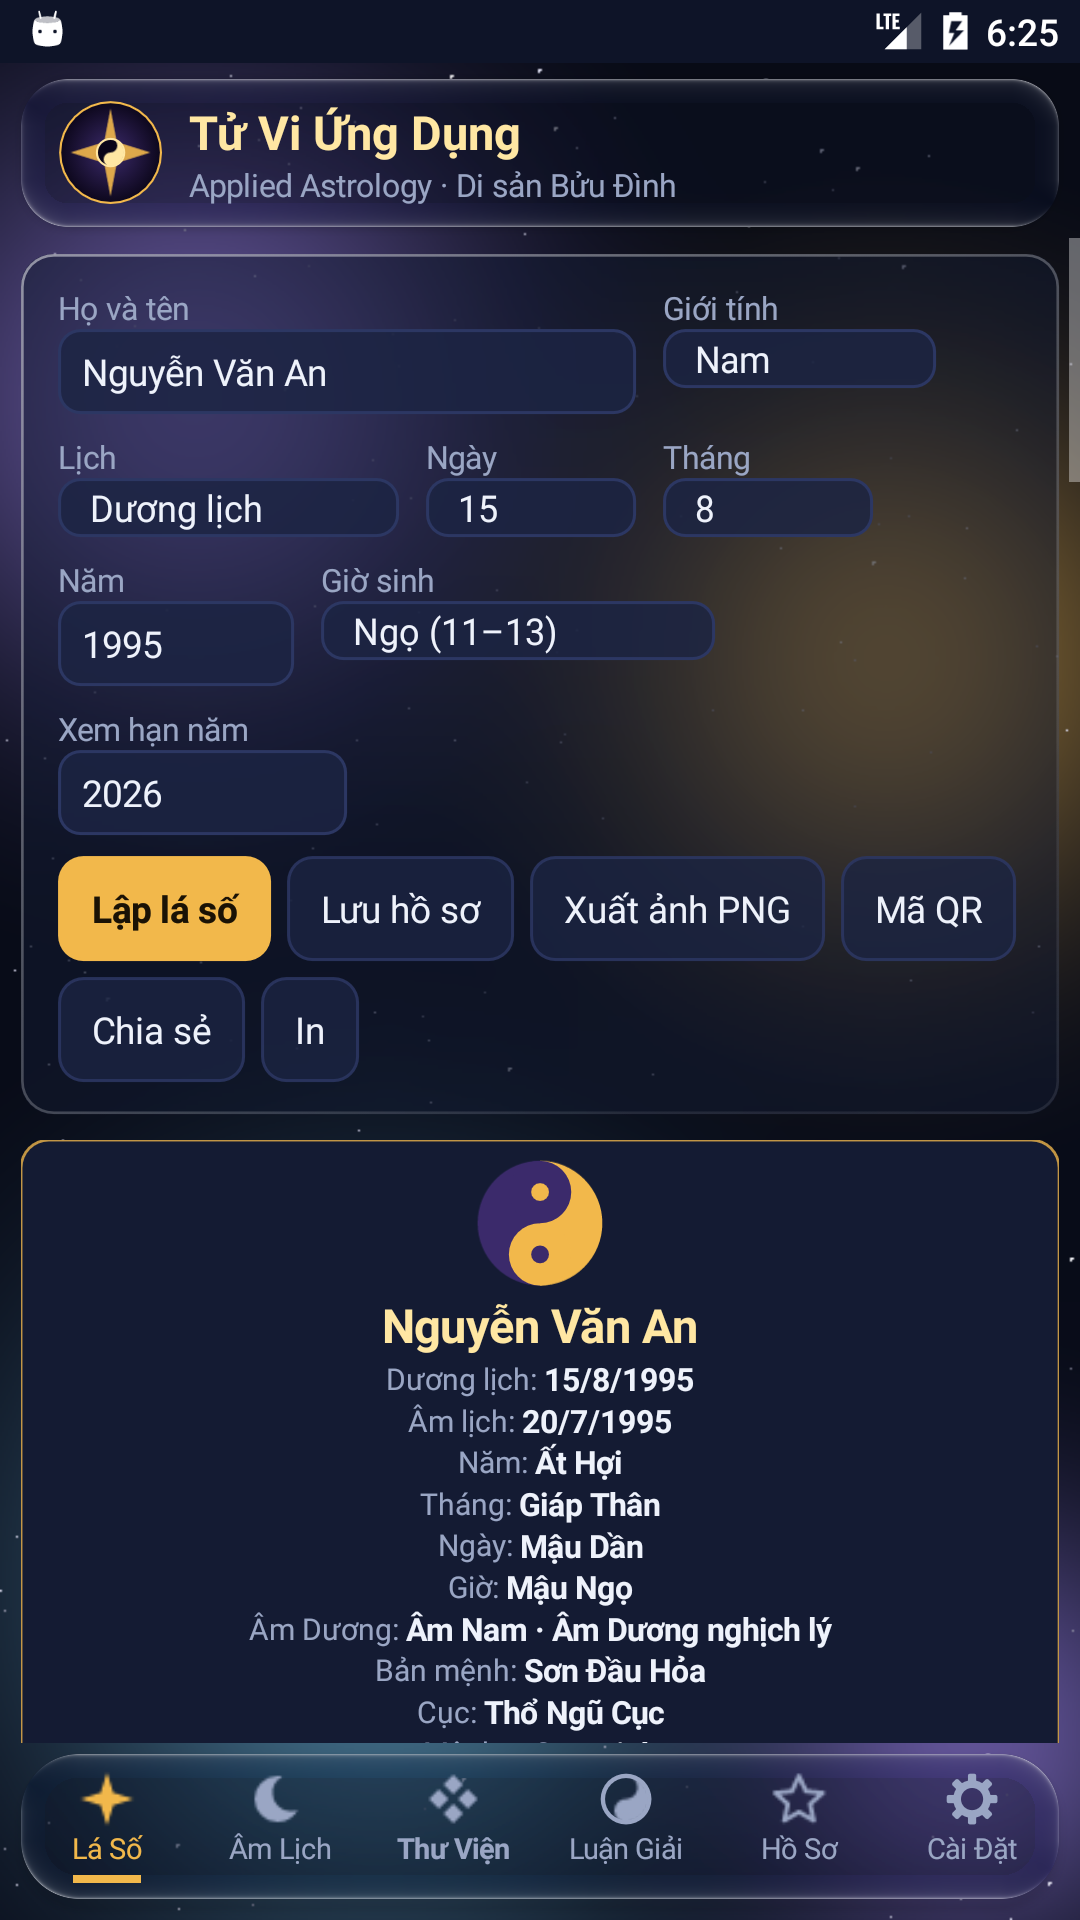 LTE 6:25
Tử Vi Ứng Dụng
Applied Astrology · Di sản Bửu Đình
Họ và tên Giới tính
Nguyễn Văn An Nam
Lịch Ngày Tháng
Dương lịch 15 8
Năm Giờ sinh
1995 Ngọ (11–13)
Xem hạn năm
2026
Lập lá số Lưu hồ sơ Xuất ảnh PNG Mã QR
Chia sẻ In
Nguyễn Văn An
Dương lịch: 15/8/1995
Âm lịch: 20/7/1995
Năm: Ất Hợi
Tháng: Giáp Thân
Ngày: Mậu Dần
Giờ: Mậu Ngọ
Âm Dương: Âm Nam · Âm Dương nghịch lý
Bản mệnh: Sơn Đầu Hỏa
Cục: Thổ Ngũ Cục
Lá Số Âm Lịch Thư Viện Luận Giải Hồ Sơ Cài Đặt